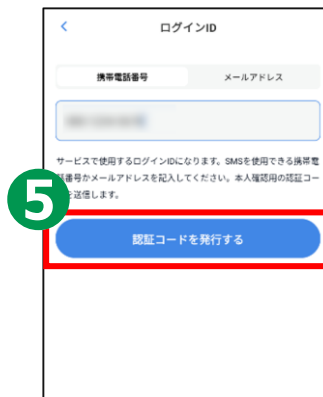 ログインID
携帯電話番号
メールアドレス
サービスで使用するログインIDになります。SMSを使用できる携帯電
番号かメールアドレスを記入してください。本人確認用の認証コー
を送信します。
5
認証コードを発行する